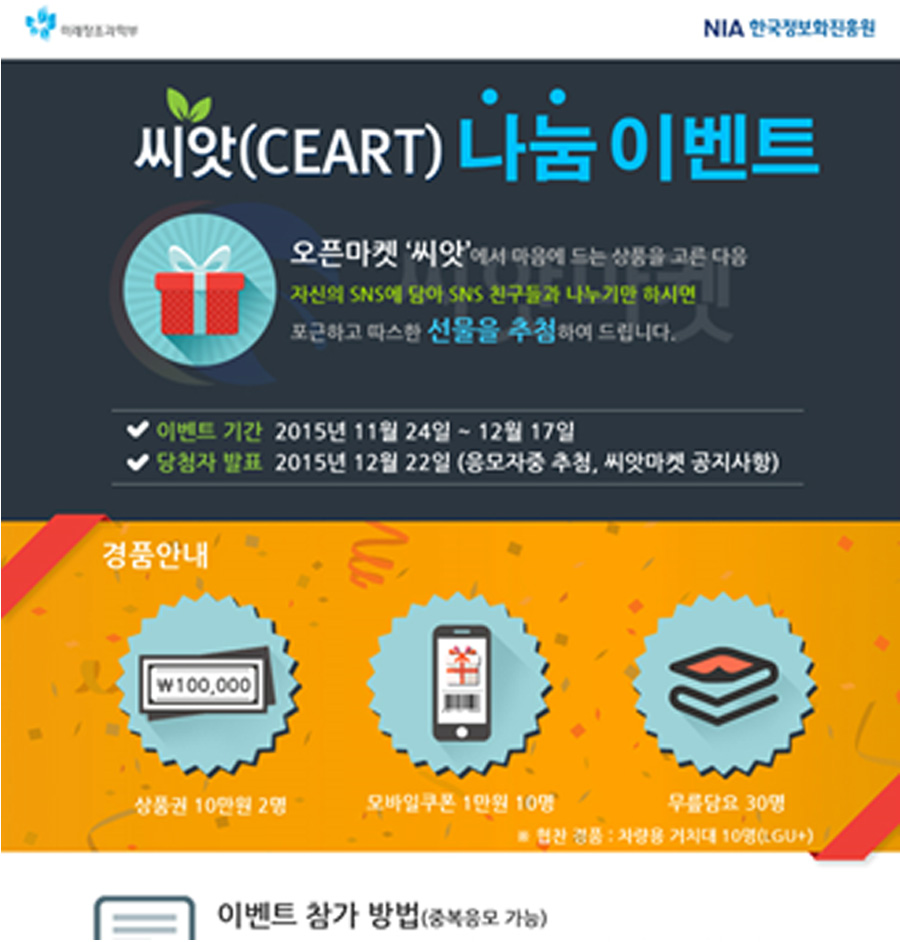 미래창조과학부
NIA 한국정보화진흥원
씨앗(CEART) 나눔 이벤트
오픈마켓 '씨앗'에서 마음에 드는 상품을 고른 다음
자신의 SNS에 담아 SNS 친구들과 나누기만 하시면
포근하고 따스한 선물을 추첨하여 드립니다.
이벤트 기간 2015년 11월 24일 ~ 12월 17일
당첨자 발표 2015년 12월 22일 (응모자중 추첨, 씨앗마켓 공지사항)
경품안내
₩100,000
상품권 10만원 2명
모바일쿠폰 1만원 10명
무릎담요 30명
※ 협찬 경품 : 차량용 거치대 10명(LGU+)
이벤트 참가 방법(중복응모 가능)